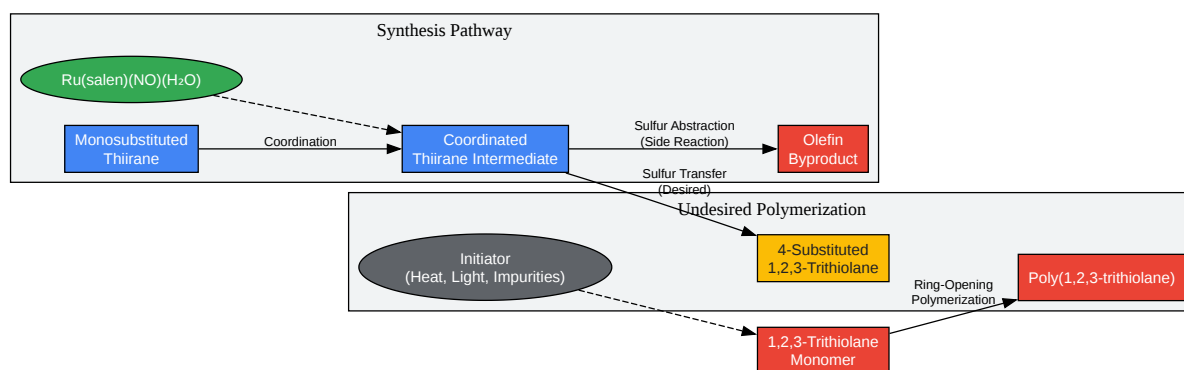 Synthesis Pathway
Ru(salen)(NO)(H₂O)
Monosubstituted
Thiirane
Coordination
Coordinated
Thiirane Intermediate
Sulfur Abstraction
(Side Reaction)
Olefin
Byproduct
Sulfur Transfer
(Desired)
Undesired Polymerization
Initiator
(Heat, Light, Impurities)
4-Substituted
1,2,3-Trithiolane
Ring-Opening
Polymerization
Poly(1,2,3-trithiolane)
1,2,3-Trithiolane
Monomer